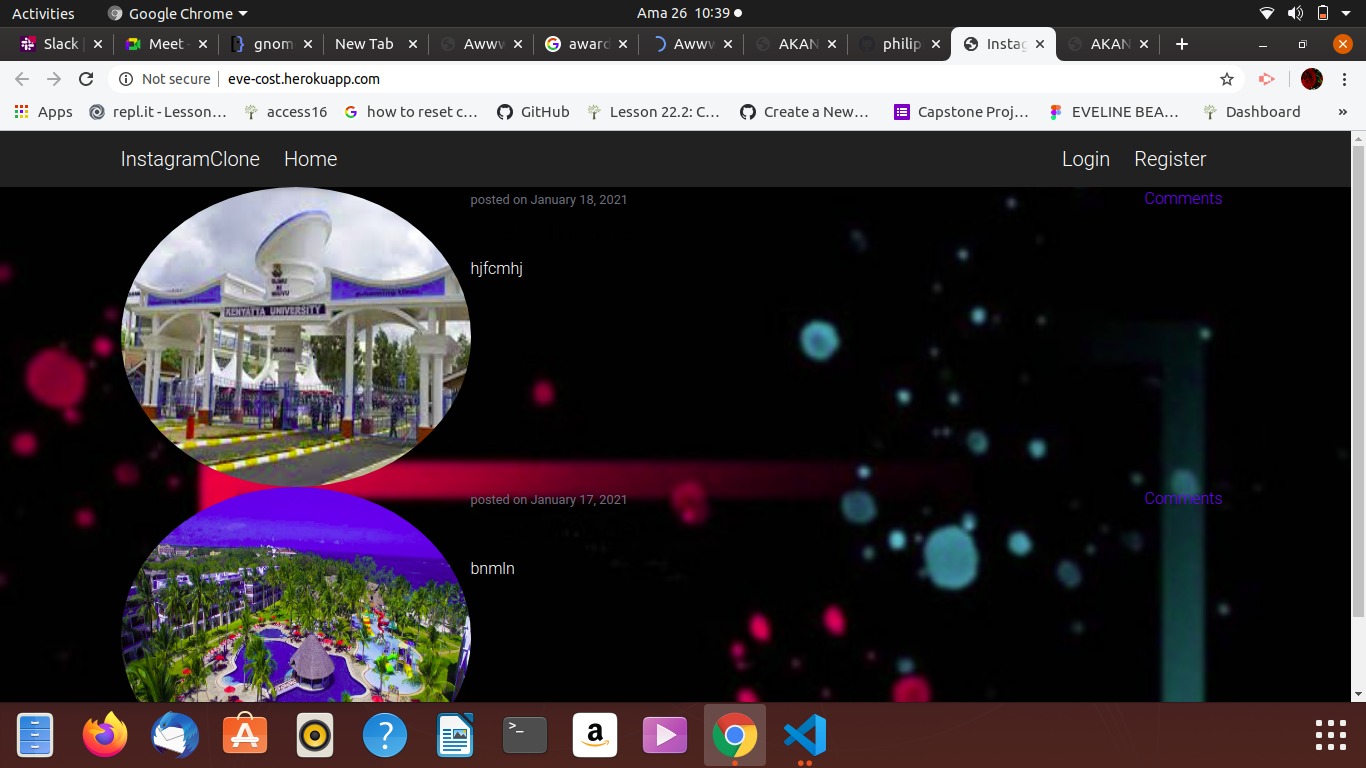 Activities Google Chrome Ama 26 10:39
Slack | Meet - gnom New Tab Awww award Awww AKAN philip Instag AKAN
Not secure eve-cost.herokuapp.com
Apps repl.it - Lesson… access16 how to reset c… GitHub Lesson 22.2: C… Create a New… Capstone Proj… EVELINE BEA… Dashboard »
InstagramClone Home Login Register
posted on January 18, 2021 Comments
hjfcmhj
KENYATTA UNIVERSITY
posted on January 17, 2021 Comments
bnmln